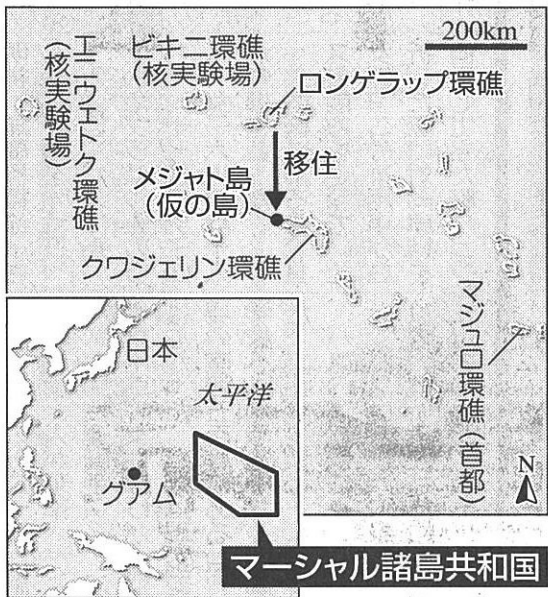 200km
エニウェトク環礁
(核実験場)
ビキニ環礁
(核実験場)
ロンゲラップ環礁
移住
メジャト島
(仮の島)
クワジェリン環礁
マジュロ環礁(首都)
N
日本
太平洋
グアム
マーシャル諸島共和国